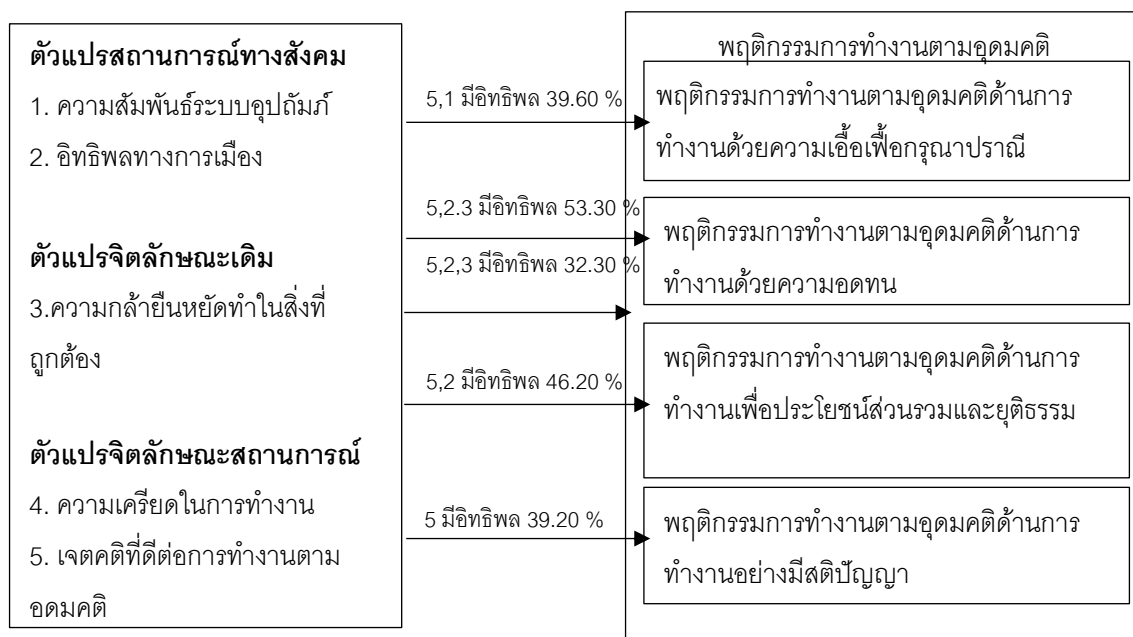 ตัวแปรสถานการณ์ทางสังคม
1. ความสัมพันธ์ระบบอุปถัมภ์
2. อิทธิพลทางการเมือง
ตัวแปรจิตลักษณะเดิม
3.ความกล้ายืนหยัดทำในสิ่งที่
ถูกต้อง
ตัวแปรจิตลักษณะสถานการณ์
4. ความเครียดในการทำงาน
5. เจตคติที่ดีต่อการทำงานตาม
อดมคติ
5,1 มีอิทธิพล 39.60 %
5,2.3 มีอิทธิพล 53.30 %
5,2,3 มีอิทธิพล 32.30 %
5,2 มีอิทธิพล 46.20 %
5 มีอิทธิพล 39.20 %
พฤติกรรมการทำงานตามอุดมคติ
พฤติกรรมการทำงานตามอุดมคติด้านการ
ทำงานด้วยความเอื้อเฟื้อกรุณาปราณี
พฤติกรรมการทำงานตามอุดมคติด้านการ
ทำงานด้วยความอดทน
พฤติกรรมการทำงานตามอุดมคติด้านการ
ทำงานเพื่อประโยชน์ส่วนรวมและยุติธรรม
พฤติกรรมการทำงานตามอุดมคติด้านการ
ทำงานอย่างมีสติปัญญา